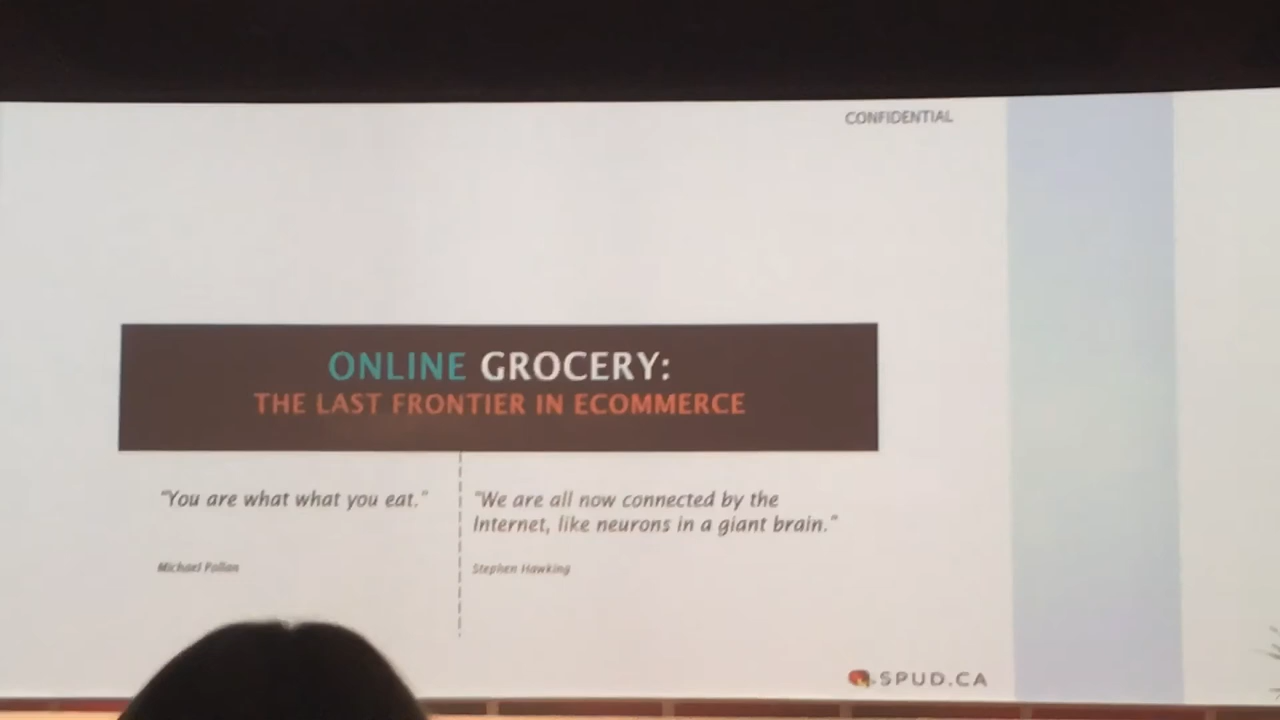 CONFIDENTIAL
ONLINE GROCERY:
THE LAST FRONTIER IN ECOMMERCE
"You are what what you eat."
Michael Pollan
"We are all now connected by the
Internet, like neurons in a giant brain."
Stephen Hawking
SPUD.CA